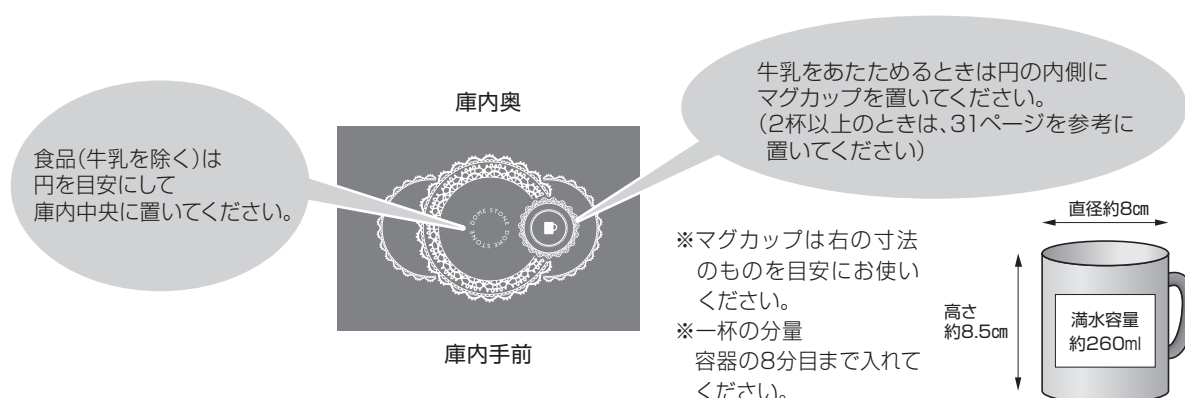 食品(牛乳を除く)は
円を目安にして
庫内中央に置いてください。
庫内奥
DOME STONE DOME STONE
庫内手前
牛乳をあたためるときは円の内側に
マグカップを置いてください。
(2杯以上のときは、31ページを参考に
置いてください)
※マグカップは右の寸法
のものを目安にお使い
ください。
※一杯の分量
容器の8分目まで入れて
ください。
直径約8㎝
高さ
約8.5㎝
満水容量
約260ml